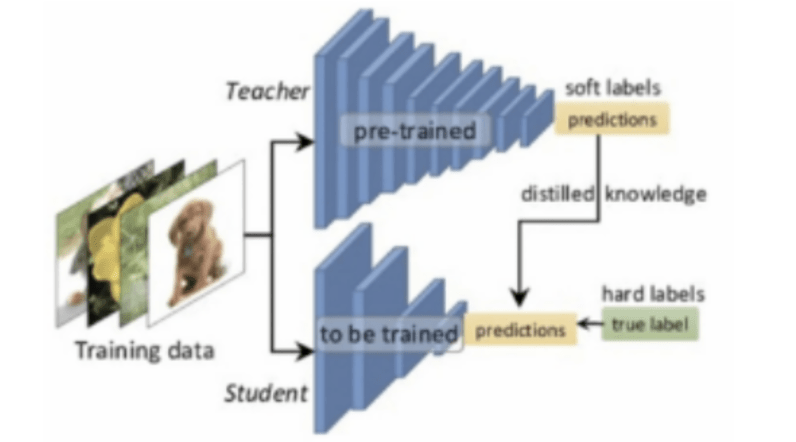 Teacher
pre-trained
soft labels
predictions
distilled knowledge
Training data
to be trained
predictions
hard labels
true label
Student